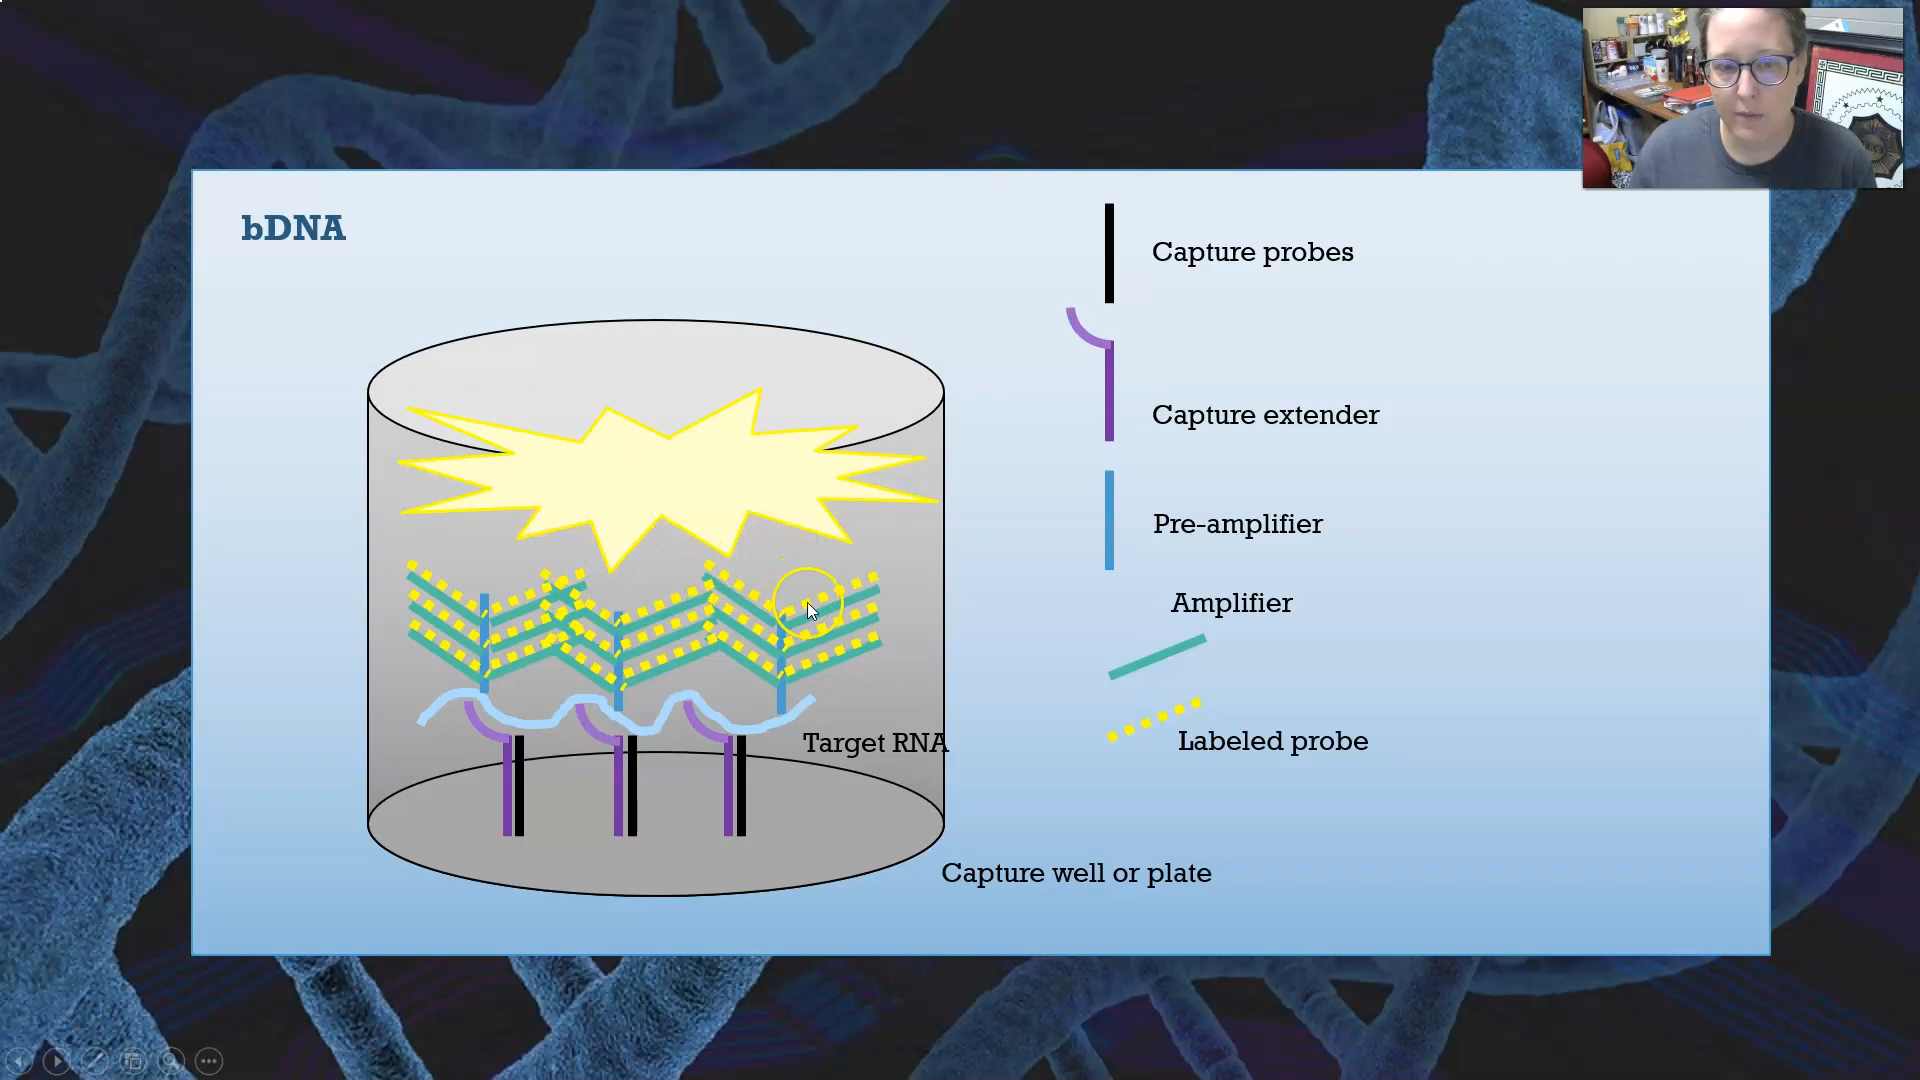 bDNA
Capture probes
Capture extender
Pre-amplifier
Amplifier
Labeled probe
Target RNA
Capture well or plate